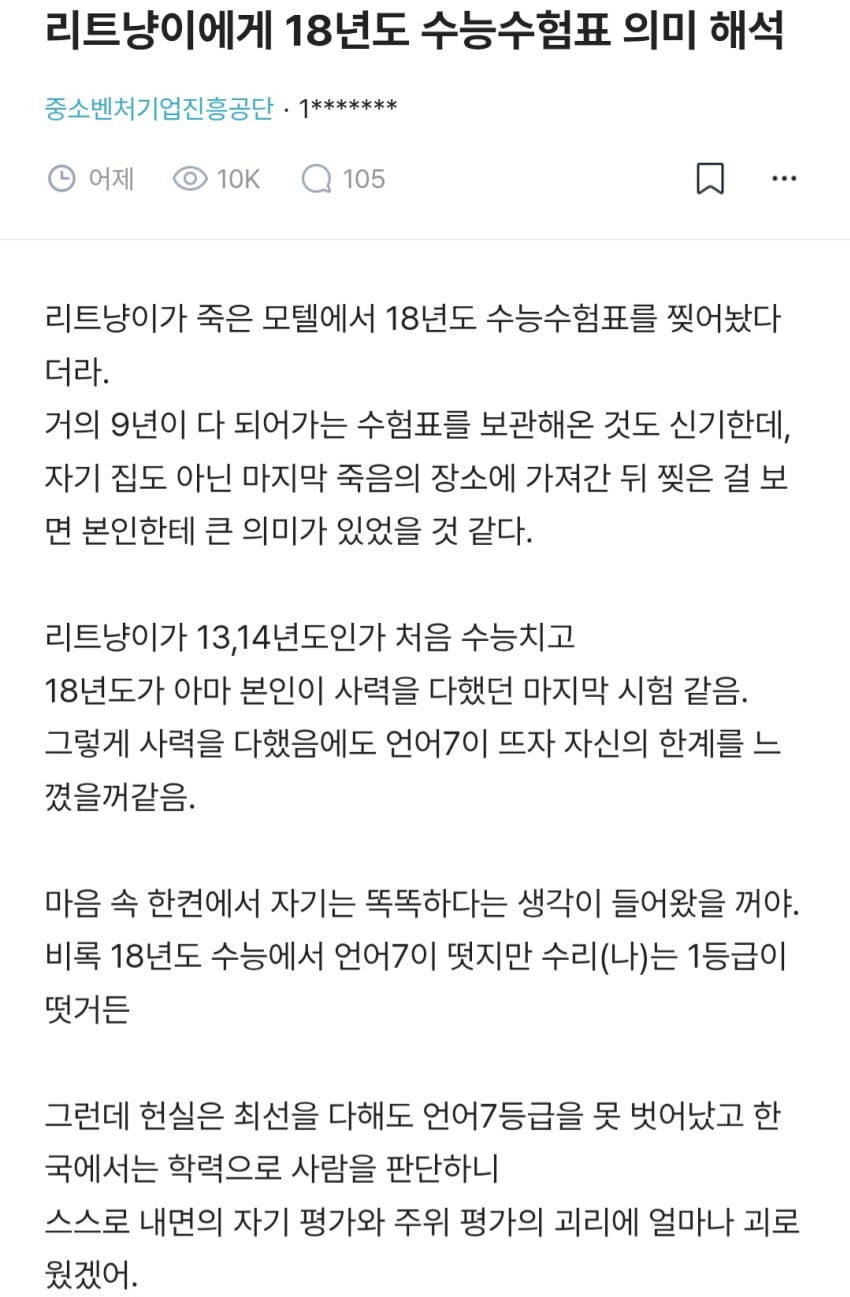 리트냥이에게 18년도 수능수험표 의미 해석
중소벤처기업진흥공단 · 1*******
어제 10K 105
리트냥이가 죽은 모텔에서 18년도 수능수험표를 찢어놨다
더라.
거의 9년이 다 되어가는 수험표를 보관해온 것도 신기한데,
자기 집도 아닌 마지막 죽음의 장소에 가져간 뒤 찢은 걸 보
면 본인한테 큰 의미가 있었을 것 같다.
리트냥이가 13,14년도인가 처음 수능치고
18년도가 아마 본인이 사력을 다했던 마지막 시험 같음.
그렇게 사력을 다했음에도 언어7이 뜨자 자신의 한계를 느
꼈을꺼같음.
마음 속 한켠에서 자기는 똑똑하다는 생각이 들어왔을 꺼야.
비록 18년도 수능에서 언어7이 떳지만 수리(나)는 1등급이
떳거든
그런데 헌실은 최선을 다해도 언어7등급을 못 벗어났고 한
국에서는 학력으로 사람을 판단하니
스스로 내면의 자기 평가와 주위 평가의 괴리에 얼마나 괴로
웠겠어.